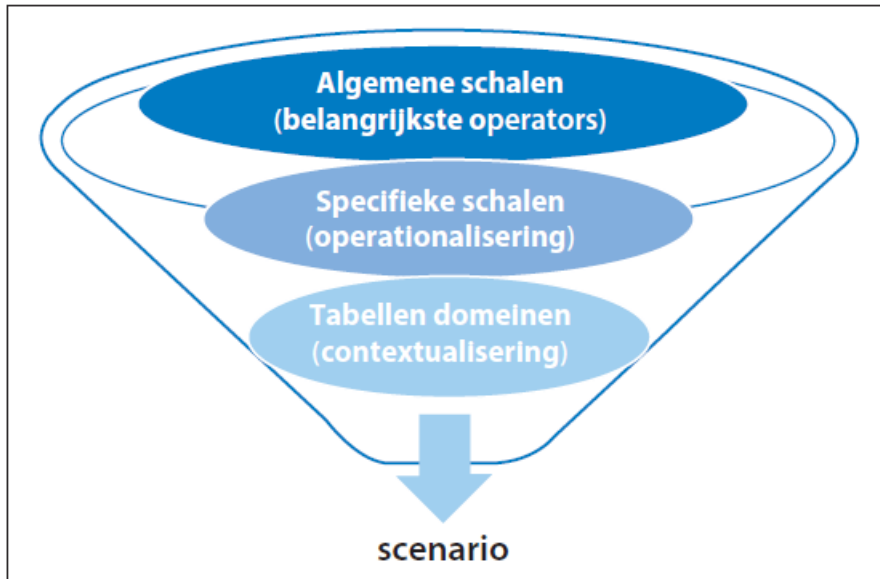 Algemene schalen
(belangrijkste operators)
Specifieke schalen
(operationalisering)
Tabellen domeinen
(contextualisering)
scenario